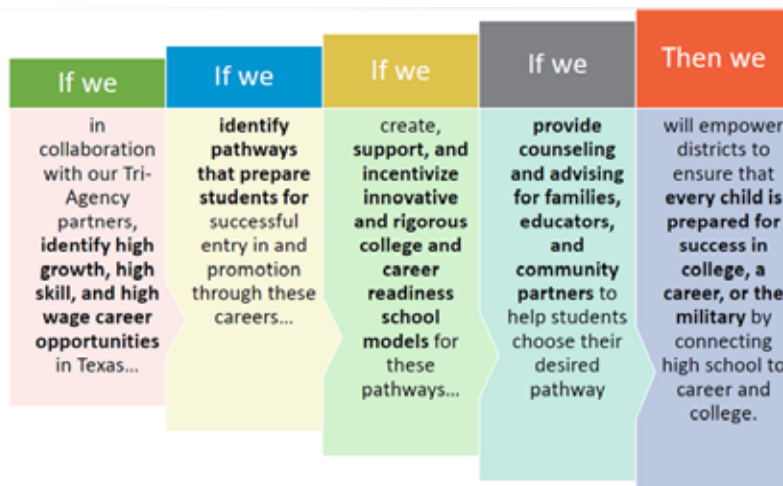 If we
in
collaboration
with our Tri-
Agency
partners,
identify high
growth, high
skill, and high
wage career
opportunities
in Texas...
If we
identify
pathways
that prepare
students for
successful
entry in and
promotion
through these
careers...
If we
create,
support, and
incentivize
innovative
and rigorous
college and
career
readiness
school
models for
these
pathways...
If we
provide
counseling
and advising
for families,
educators,
and
community
partners to
help students
choose their
desired
pathway
Then we
will empower
districts to
ensure that
every child is
prepared for
success in
college, a
career, or the
military by
connecting
high school to
career and
college.